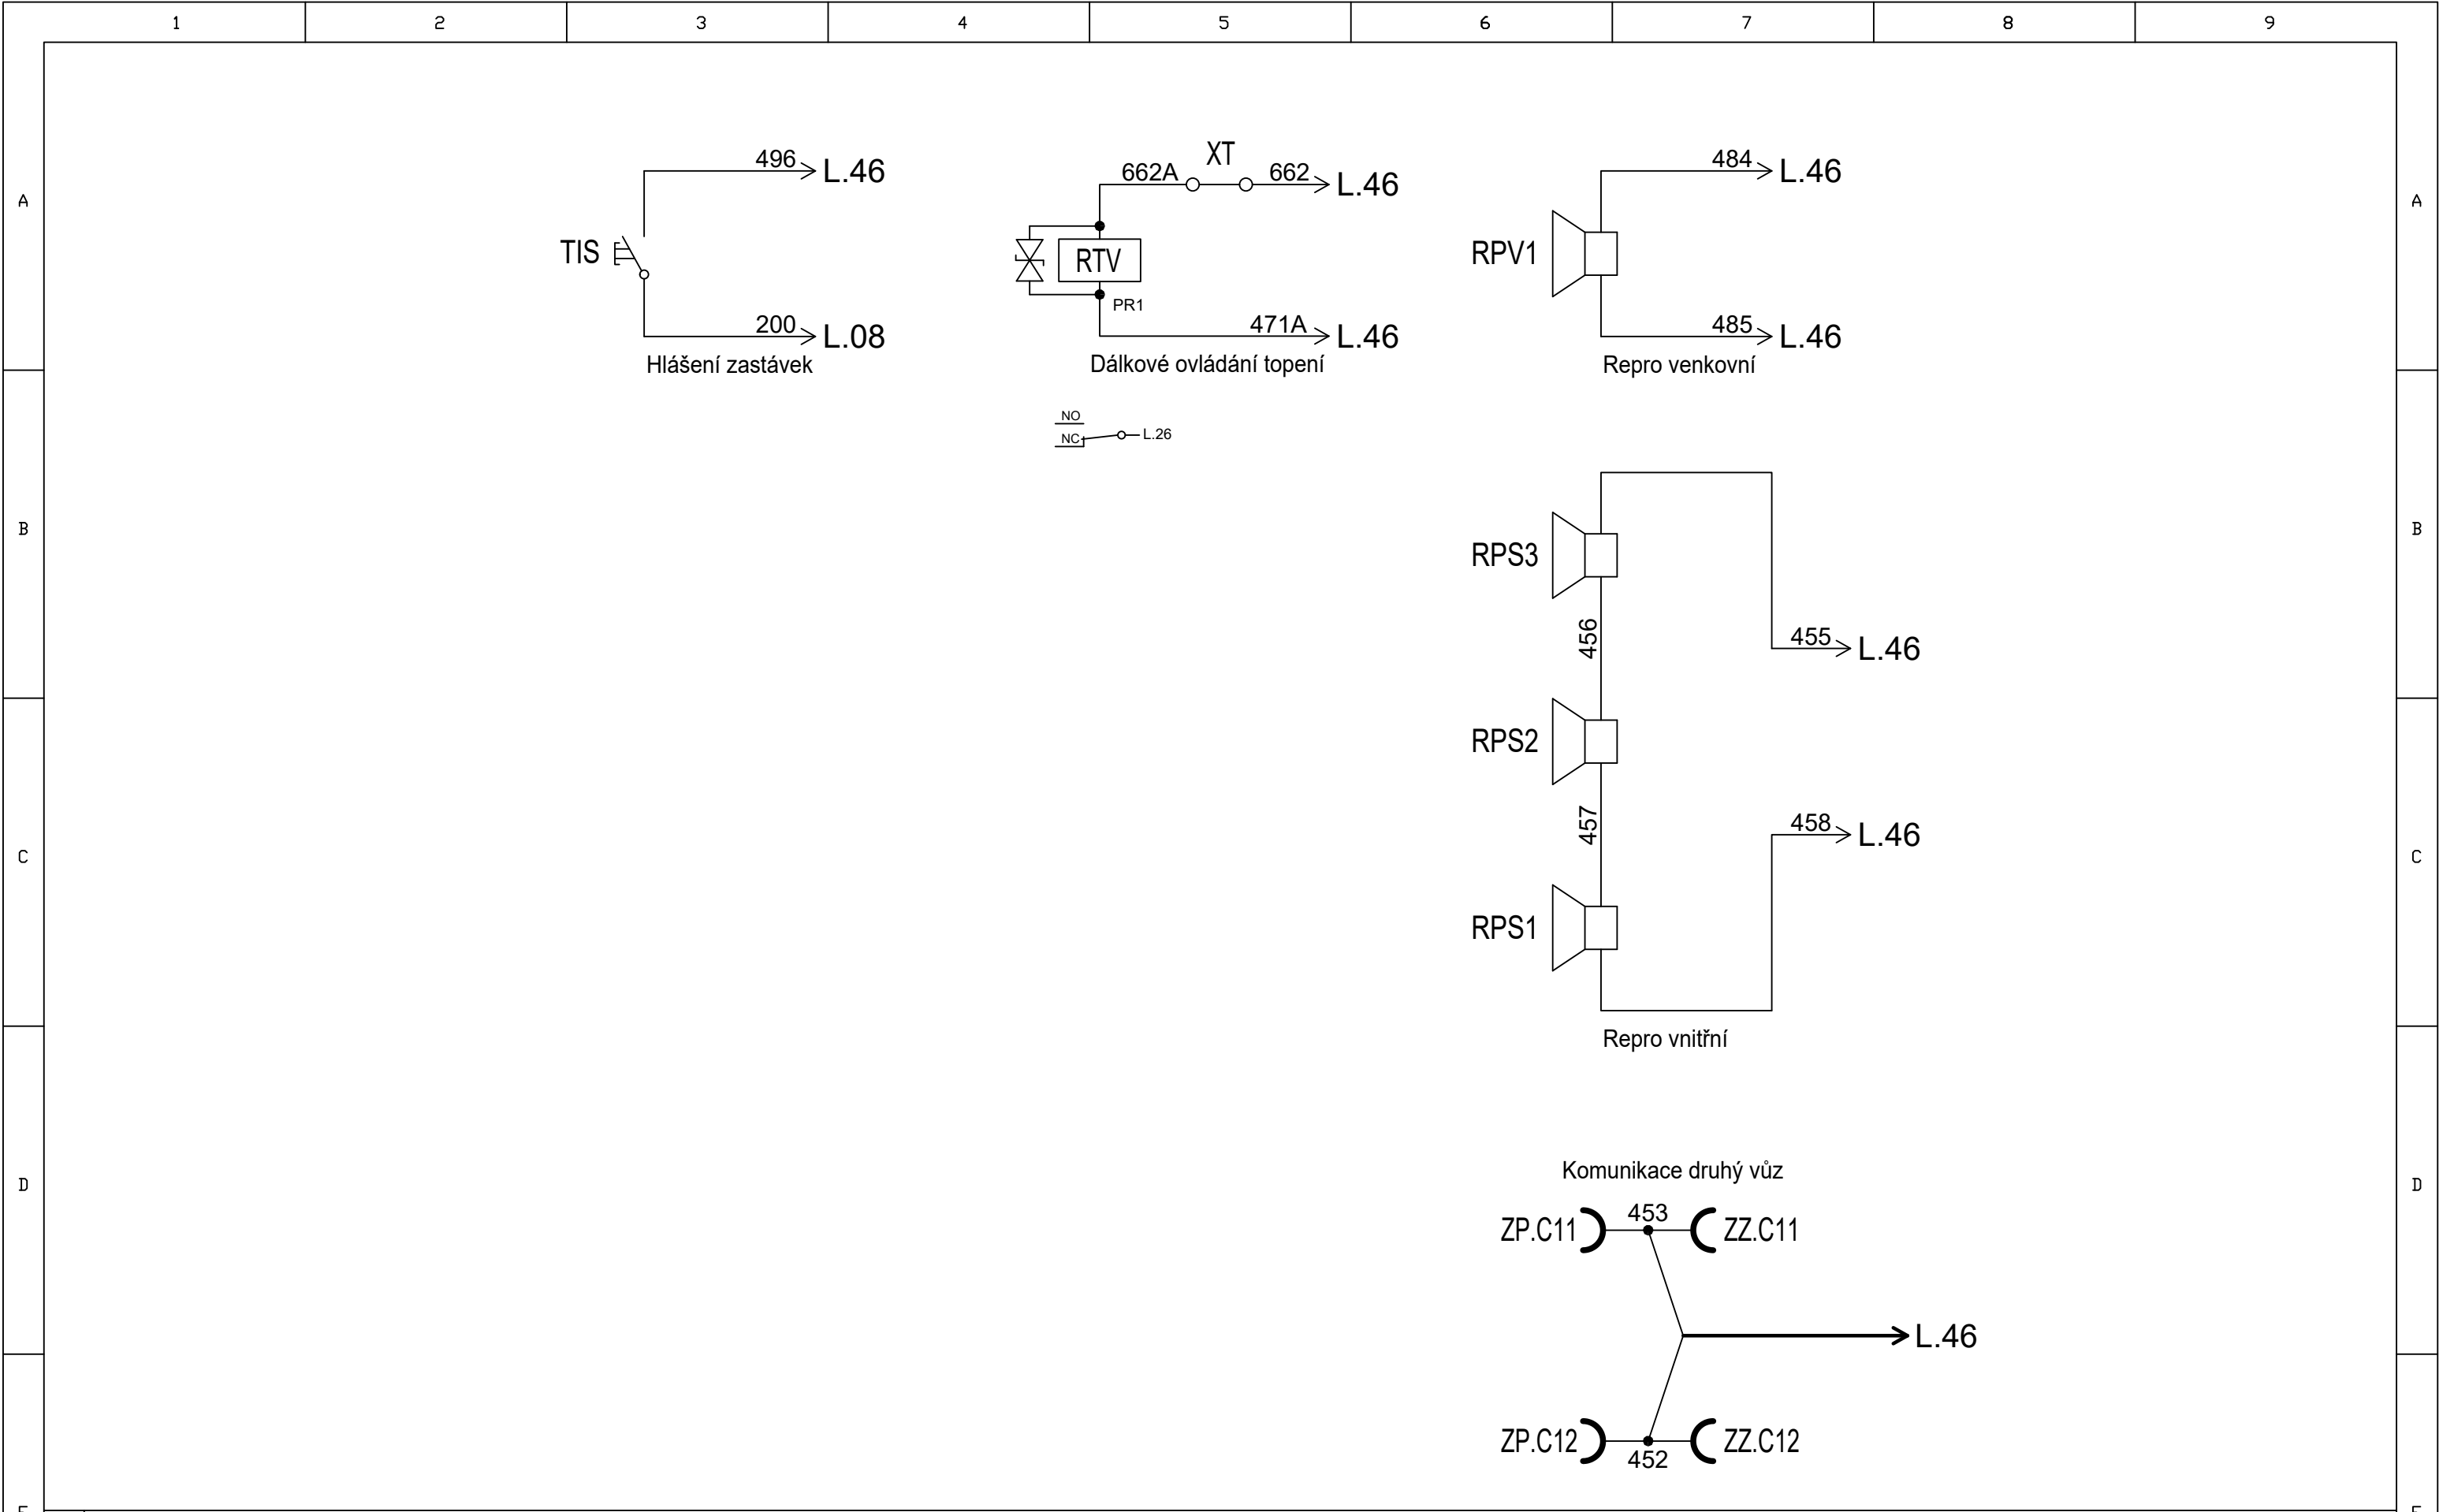 1 2 3 4 5 6 7 8 9
XT
496 L.46 662A 662 L.46 484 L.46
A A
TIS RTV RPV1
PR1
200 L.08 471A L.46 485 L.46
Hlášení zastávek Dálkové ovládání topení Repro venkovní
NO
NC L.26
B B
RPS3
456 455 L.46
RPS2
457 458 L.46
C C
RPS1
Repro vnitřní
Komunikace druhý vůz
D D
453
ZP.C11 ZZ.C11
L.46
ZP.C12 ZZ.C12
452